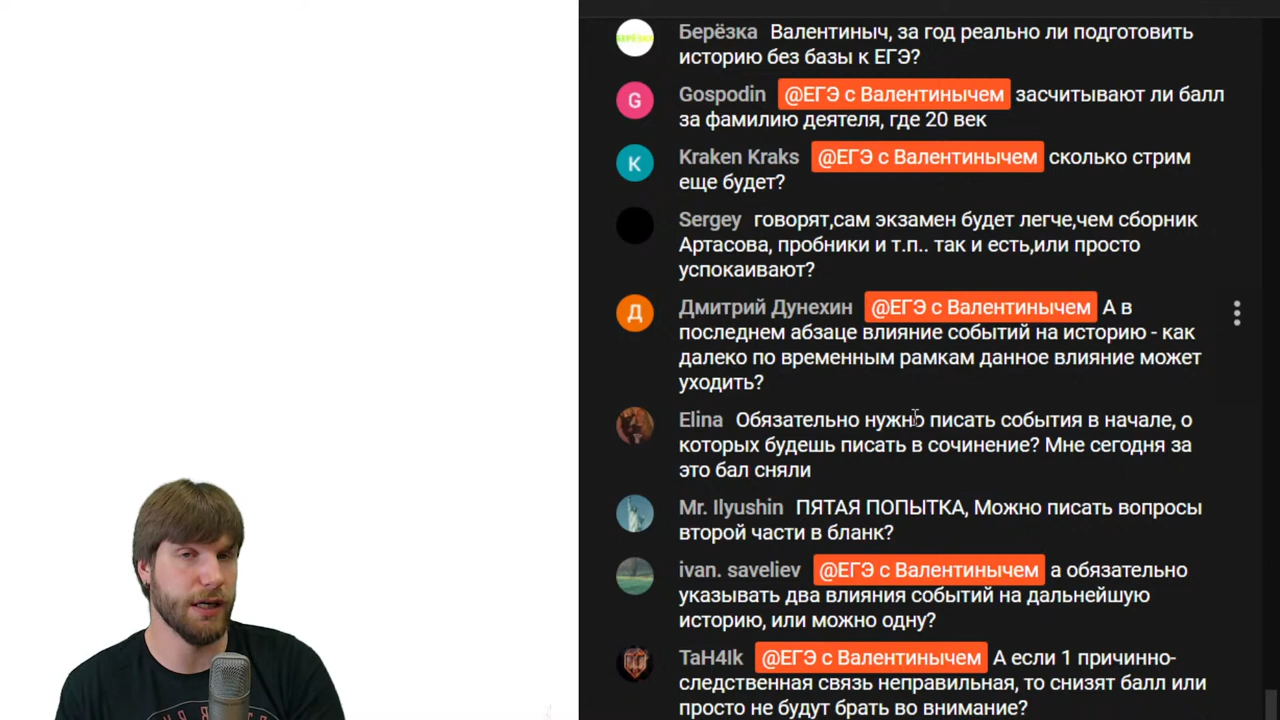 Берёзка Валентиныч, за год реально ли подготовить
историю без базы к ЕГЭ?
G
Gospodin @ЕГЭ с Валентинычем засчитывают ли балл
за фамилию деятеля, где 20 век
K
Kraken Kraks @ЕГЭ с Валентинычем сколько стрим
еще будет?
Sergey говорят,сам экзамен будет легче,чем сборник
Артасова, пробники и т.п.. так и есть,или просто
успокаивают?
Д
Дмитрий Дунехин @ЕГЭ с Валентинычем А в
последнем абзаце влияние событий на историю - как
далеко по временным рамкам данное влияние может
уходить?
Elina Обязательно нужно писать события в начале, о
которых будешь писать в сочинение? Мне сегодня за
это бал сняли
Mr. Ilyushin ПЯТАЯ ПОПЫТКА, Можно писать вопросы
второй части в бланк?
ivan. saveliev @ЕГЭ с Валентинычем а обязательно
указывать два влияния событий на дальнейшую
историю, или можно одну?
TaH4Ik @ЕГЭ с Валентинычем А если 1 причинно-
следственная связь неправильная, то снизят балл или
просто не будут брать во внимание?